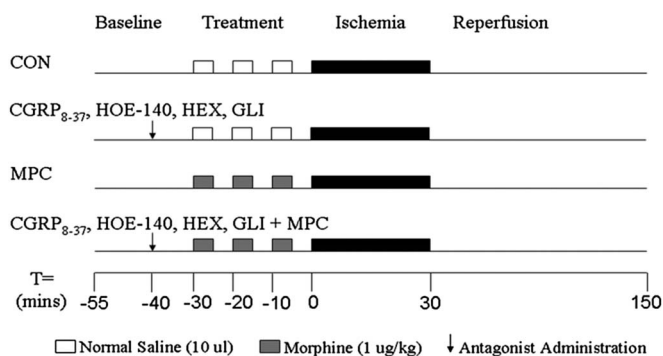 Baseline Treatment Ischemia Reperfusion
CON
CGRP8-37, HOE-140, HEX, GLI
MPC
CGRP8-37, HOE-140, HEX, GLI + MPC
T=
(mins)
-55 -40 -30 -20 -10 0 30 150
Normal Saline (10 ul) Morphine (1 ug/kg) Antagonist Administration